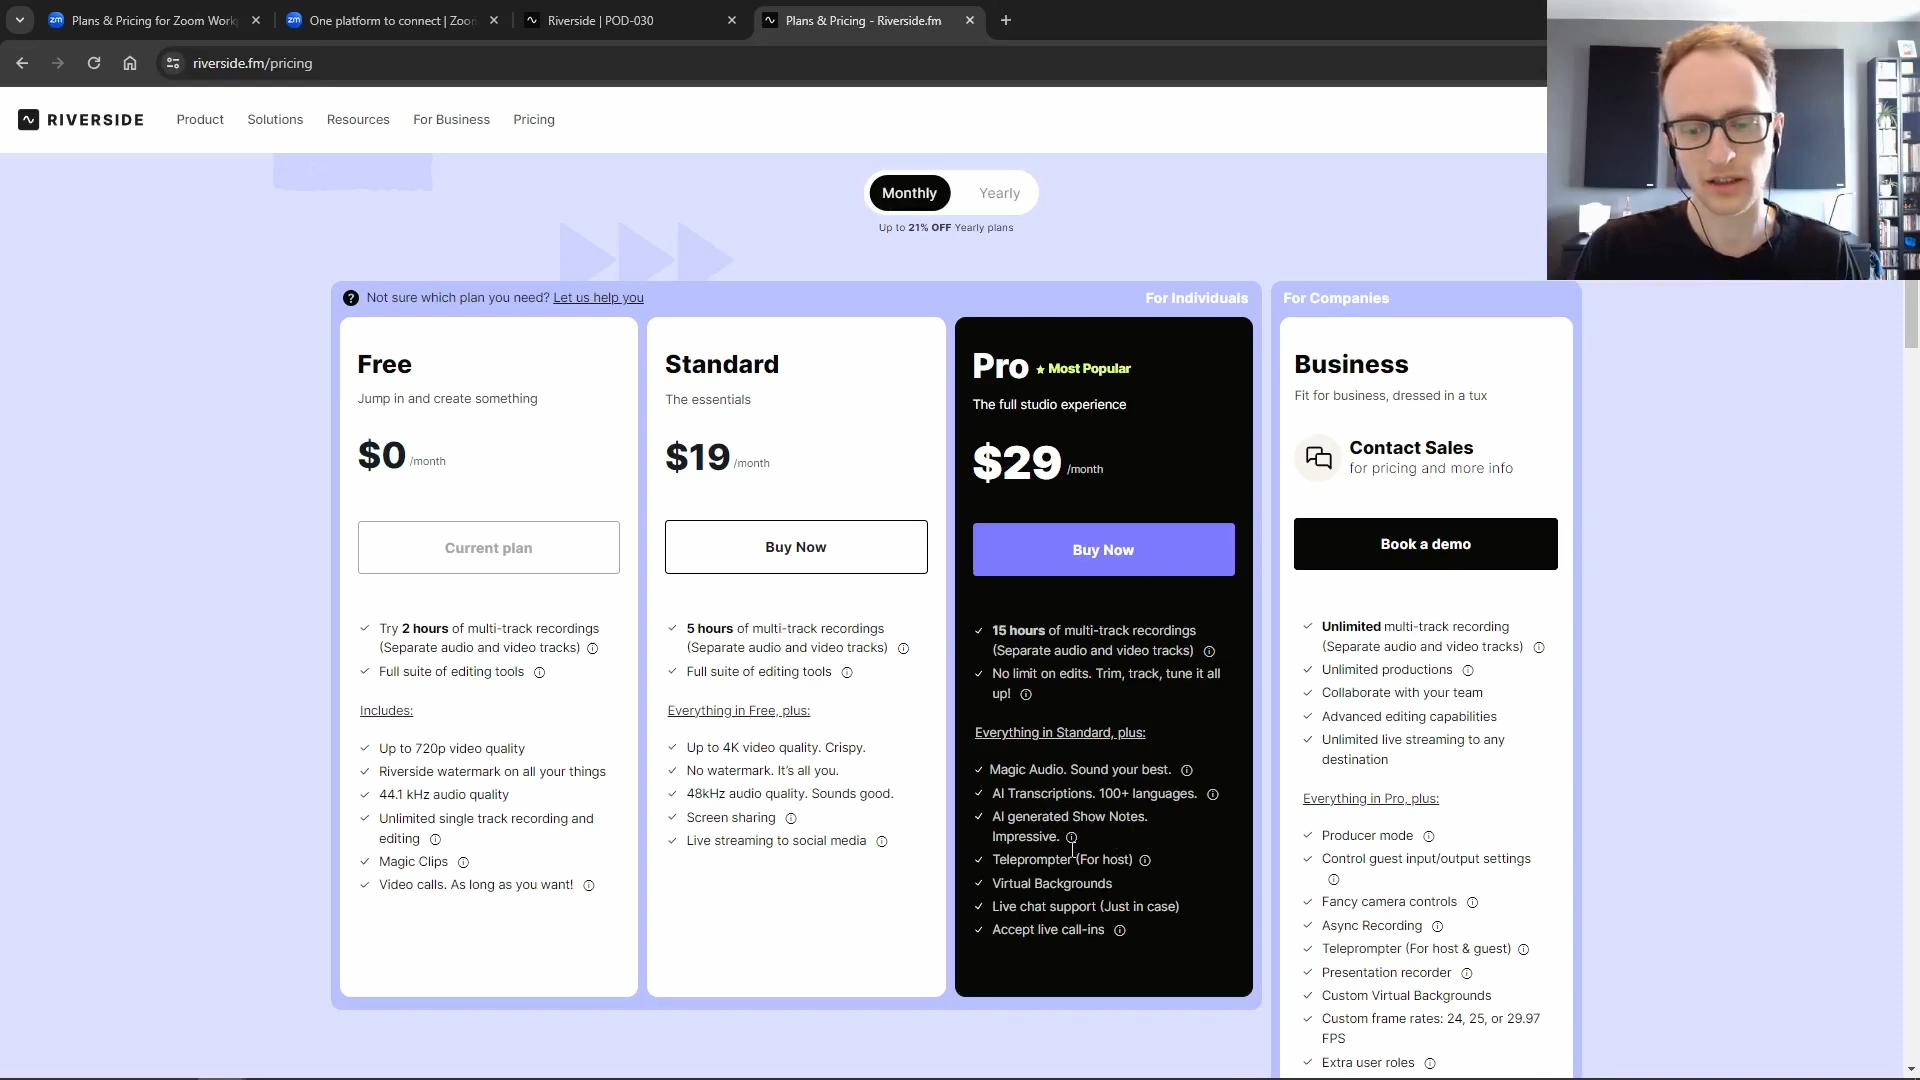 Plans & Pricing for Zoom Work
One platform to connect | Zoo
Riverside | POD-030
Plans & Pricing - Riverside.fm
riverside.fm/pricing
RIVERSIDE
Product
Solutions
Resources
For Business
Pricing
Monthly
Yearly
Up to 21% OFF Yearly plans
Not sure which plan you need? Let us help you
For Individuals
For Companies
Free
Jump in and create something
$0 /month
Current plan
Try 2 hours of multi-track recordings
(Separate audio and video tracks)
Full suite of editing tools
Includes:
Up to 720p video quality
Riverside watermark on all your things
44.1 kHz audio quality
Unlimited single track recording and
editing
Magic Clips
Video calls. As long as you want!
Standard
The essentials
$19 /month
Buy Now
5 hours of multi-track recordings
(Separate audio and video tracks)
Full suite of editing tools
Everything in Free, plus:
Up to 4K video quality. Crispy.
No watermark. It's all you.
48kHz audio quality. Sounds good.
Screen sharing
Live streaming to social media
Pro ★ Most Popular
The full studio experience
$29 /month
Buy Now
15 hours of multi-track recordings
(Separate audio and video tracks)
No limit on edits. Trim, track, tune it all
up!
Everything in Standard, plus:
Magic Audio. Sound your best.
AI Transcriptions. 100+ languages.
AI generated Show Notes.
Impressive.
Teleprompter (For host)
Virtual Backgrounds
Live chat support (Just in case)
Accept live call-ins
Business
Fit for business, dressed in a tux
Contact Sales
for pricing and more info
Book a demo
Unlimited multi-track recording
(Separate audio and video tracks)
Unlimited productions
Collaborate with your team
Advanced editing capabilities
Unlimited live streaming to any
destination
Everything in Pro, plus:
Producer mode
Control guest input/output settings
Fancy camera controls
Async Recording
Teleprompter (For host & guest)
Presentation recorder
Custom Virtual Backgrounds
Custom frame rates: 24, 25, or 29.97
FPS
Extra user roles